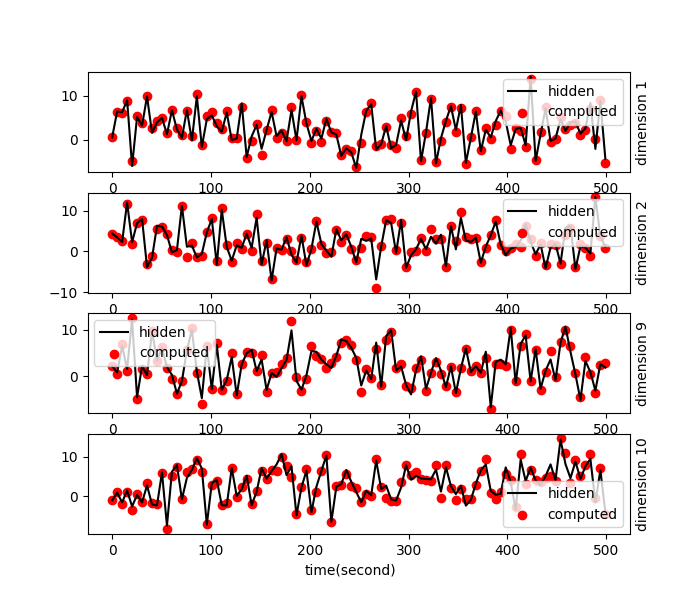 10
0
0 100 200 300 400 500
hidden
computed
dimension 1
10
0
−10
0 100 200 300 400 500
hidden
computed
dimension 2
10
0
0 100 200 300 400 500
hidden
computed
dimension 9
10
0
0 100 200 300 400 500
hidden
computed
dimension 10
time(second)